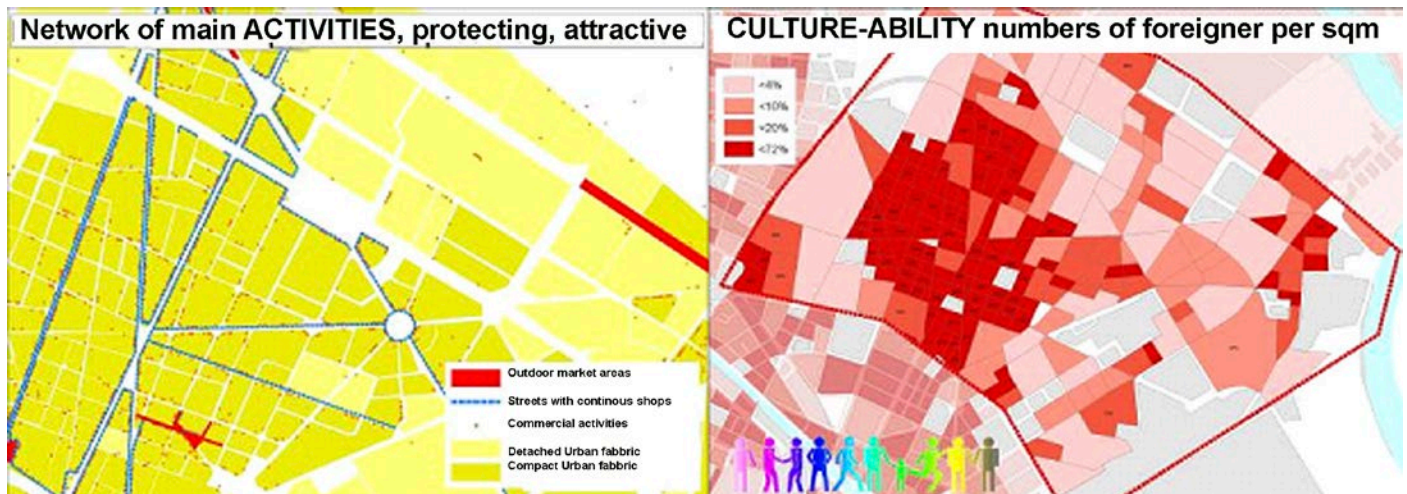 Network of main ACTIVITIES, protecting, attractive
Outdoor market areas
Streets with continous shops
Commercial activities
Detached Urban fabbric
Compact Urban fabbric
CULTURE-ABILITY numbers of foreigner per sqm
<4%
<10%
<20%
<72%